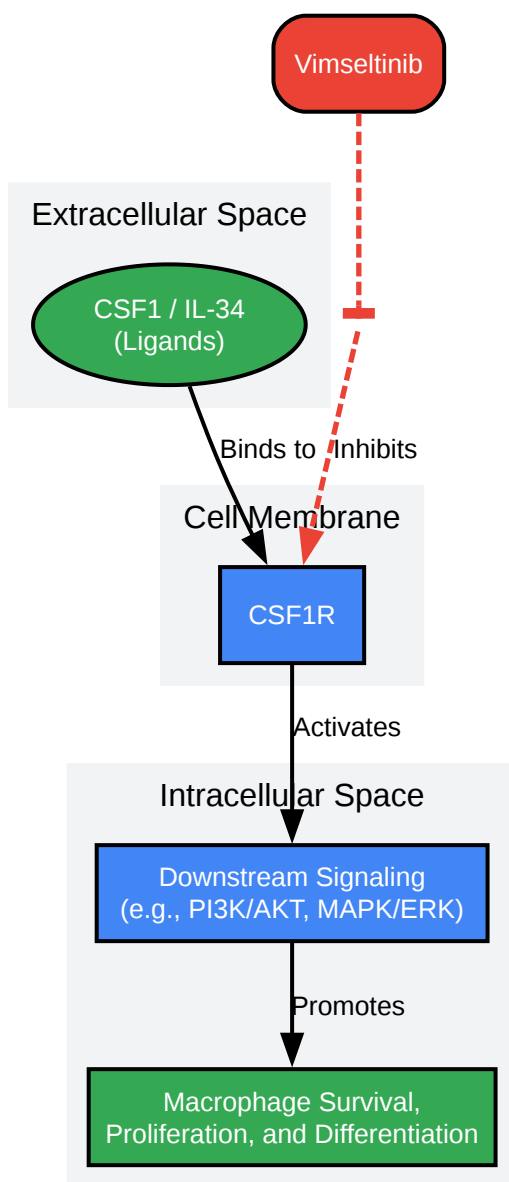 Vimseltinib
Extracellular Space
CSF1 / IL-34
(Ligands)
Binds to
Inhibits
Cell Membrane
CSF1R
Activates
Intracellular Space
Downstream Signaling
(e.g., PI3K/AKT, MAPK/ERK)
Promotes
Macrophage Survival,
Proliferation, and Differentiation